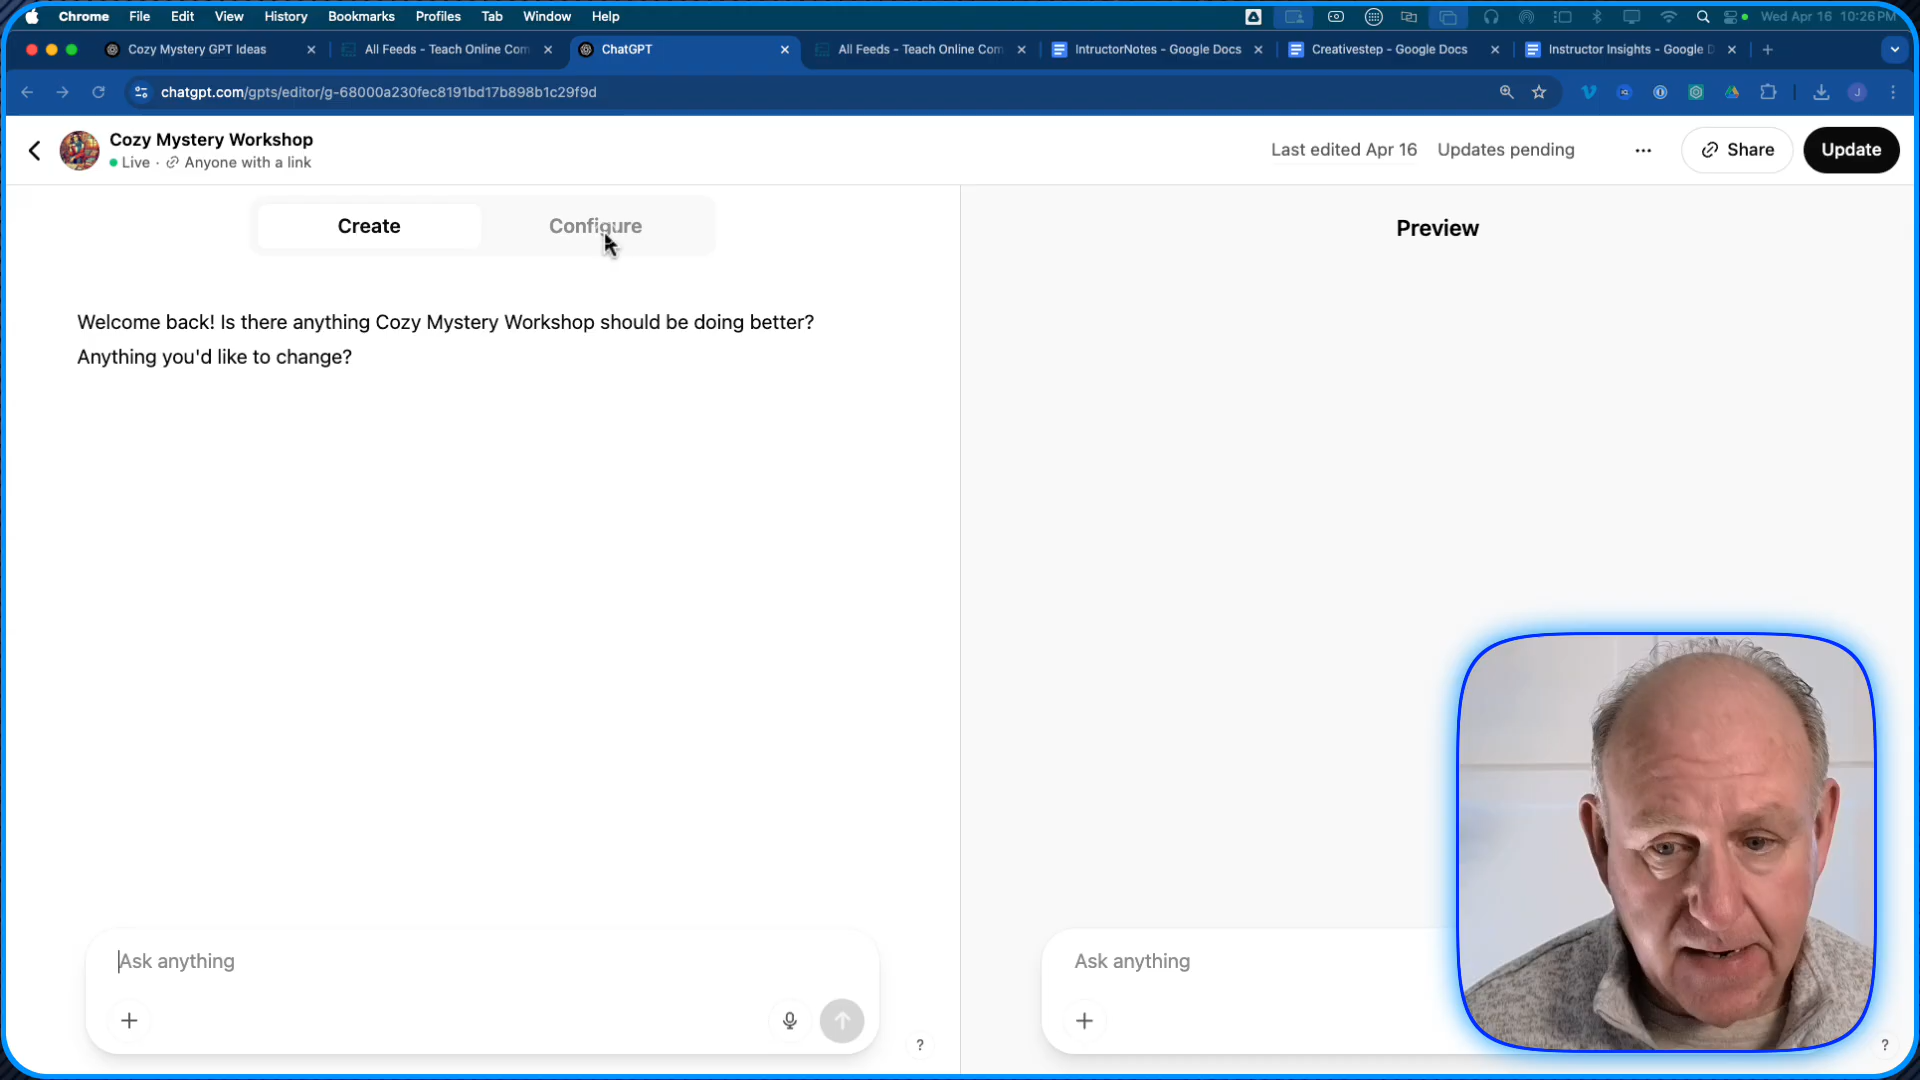 Chrome File Edit View History Bookmarks Profiles Tab Window Help Wed Apr 16 10:26 PM
Cozy Mystery GPT Ideas All Feeds - Teach Online Com ChatGPT All Feeds - Teach Online Com IntructorNotes - Google Docs Creativestep - Google Docs Instructor Insights - Google D
chatgpt.com/gpts/editor/g-68000a230fec8191bd17b898b1c29f9d J
Cozy Mystery Workshop
Live · Anyone with a link
Last edited Apr 16 Updates pending ... Share Update
Create Configure
Preview
Welcome back! Is there anything Cozy Mystery Workshop should be doing better?
Anything you'd like to change?
Ask anything
?
Ask anything
?